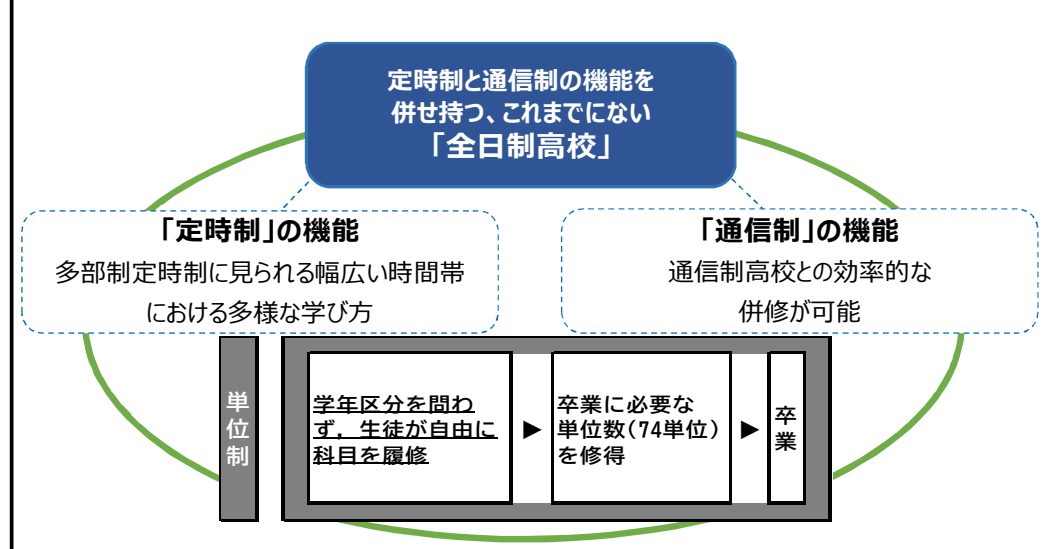 定時制と通信制の機能を
併せ持つ、これまでにない
「全日制高校」
「定時制」の機能
多部制定時制に見られる幅広い時間帯
における多様な学び方
「通信制」の機能
通信制高校との効率的な
併修が可能
単位制
学年区分を問わ
ず，生徒が自由に
科目を履修
▶
卒業に必要な
単位数（74単位）
を修得
▶
卒業